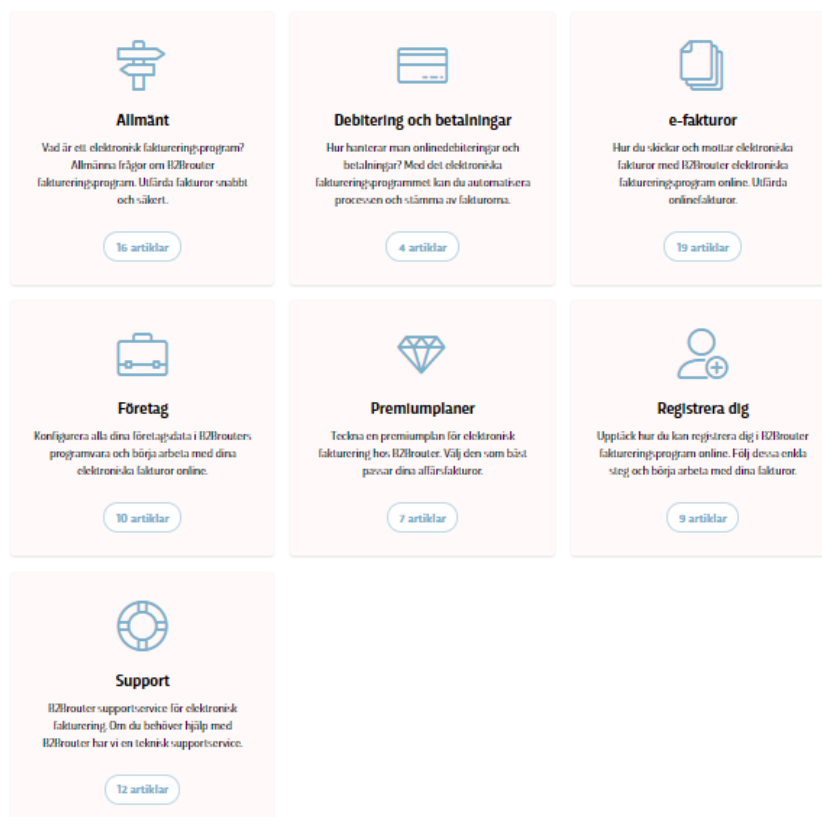 Allmänt
Vad är ett elektronisk faktureringsprogram?
Allmänna frågor om B2Brouter
faktureringsprogram. Utfärda fakturor snabbt
och säkert.
16 artiklar
Debitering och betalningar
Hur hanterar man onlinedebiteringar och
betalningar? Med det elektroniska
faktureringsprogrammet kan du automatisera
processen och stämma av fakturorna.
4 artiklar
e-fakturor
Hur du skickar och mottar elektroniska
fakturor med B2Brouter elektroniska
faktureringsprogram online. Utfärda
onlinefakturor.
19 artiklar
Företag
Konfigurera alla dina företagsdata i B2Brouters
programvara och börja arbeta med dina
elektroniska fakturor online.
10 artiklar
Premiumplaner
Teckna en premiumplan för elektronisk
fakturering hos B2Brouter. Välj den som bäst
passar dina affärsfakturor.
7 artiklar
Registrera dig
Upptäck hur du kan registrera dig i B2Brouter
faktureringsprogram online. Följ dessa enkla
steg och börja arbeta med dina fakturor.
9 artiklar
Support
B2Brouter supportservice för elektronisk
fakturering. Om du behöver hjälp med
B2Brouter har vi en teknisk supportservice.
12 artiklar